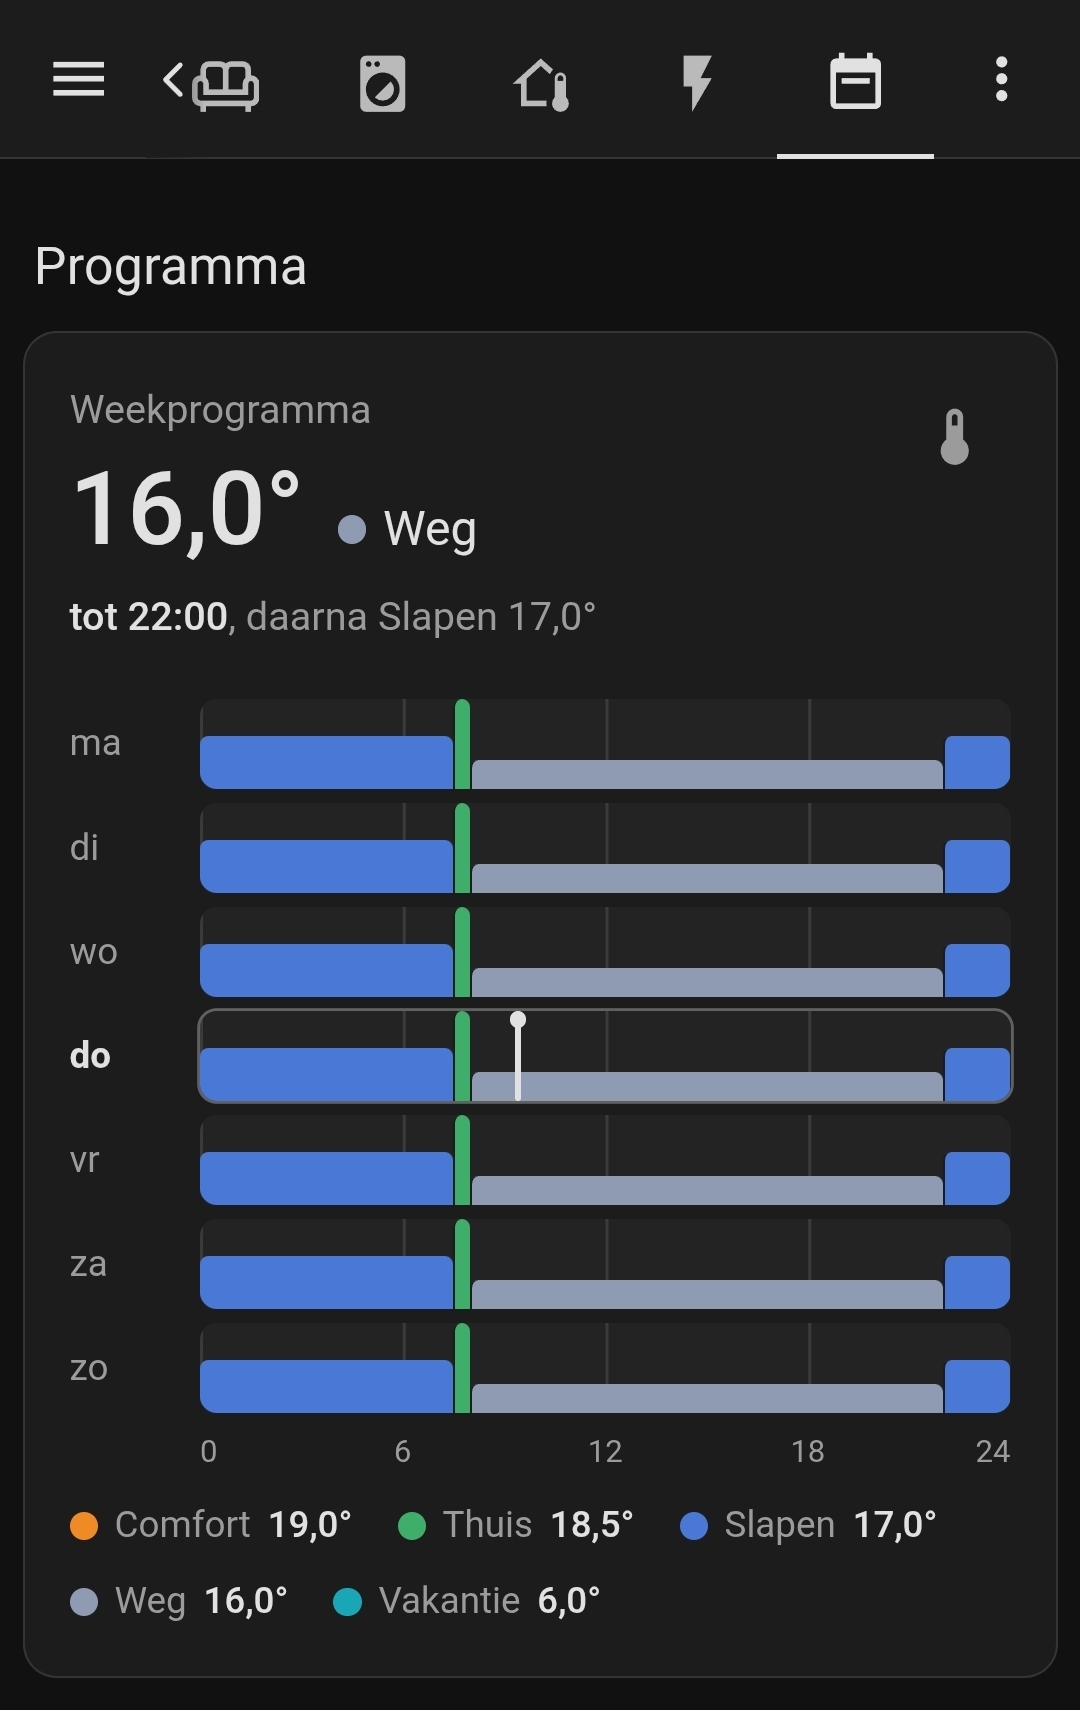 Programma
Weekprogramma
16,0° Weg
tot 22:00, daarna Slapen 17,0°
ma
di
wo
do
vr
za
zo
0 6 12 18 24
Comfort 19,0° Thuis 18,5° Slapen 17,0°
Weg 16,0° Vakantie 6,0°